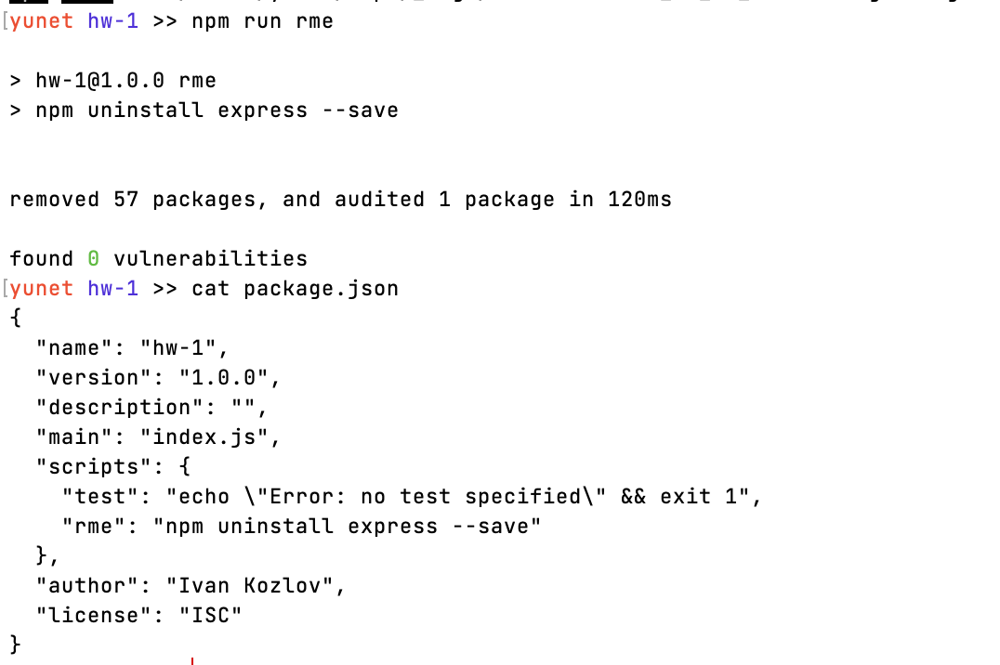 [yunet hw-1 >> npm run rme
> hw-1@1.0.0 rme
> npm uninstall express --save
removed 57 packages, and audited 1 package in 120ms
found 0 vulnerabilities
[yunet hw-1 >> cat package.json
{
  "name": "hw-1",
  "version": "1.0.0",
  "description": "",
  "main": "index.js",
  "scripts": {
    "test": "echo \"Error: no test specified\" && exit 1",
    "rme": "npm uninstall express --save"
  },
  "author": "Ivan Kozlov",
  "license": "ISC"
}